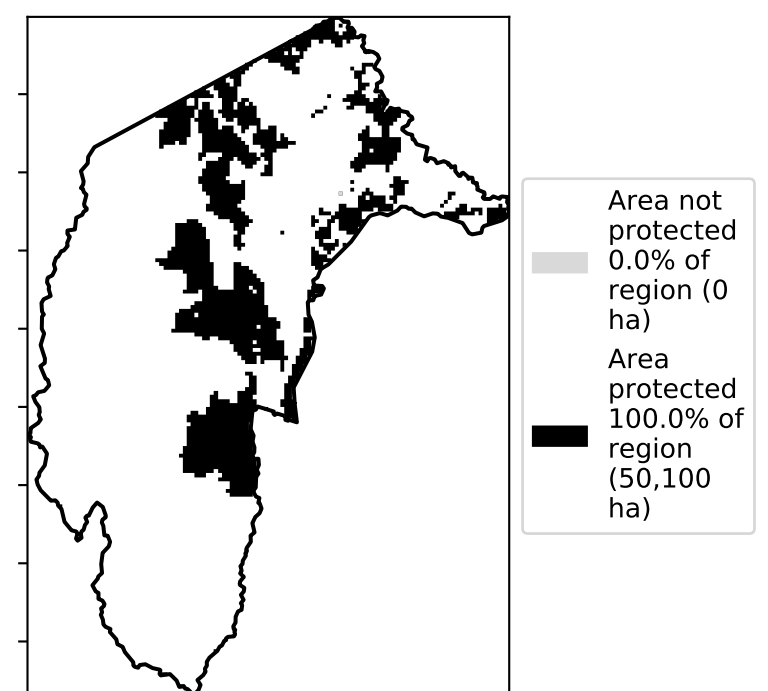 Area not
protected
0.0% of
region (0
ha)
Area
protected
100.0% of
region
(50,100
ha)